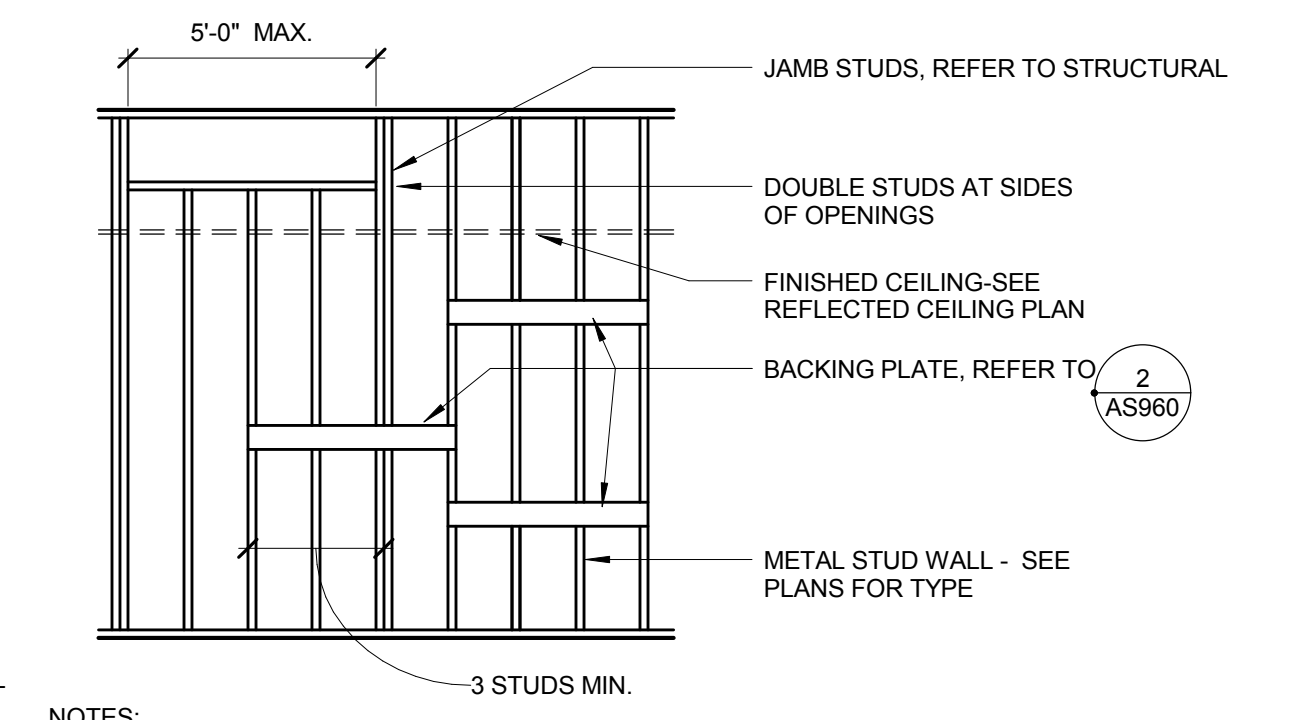 5'-0" MAX.
JAMB STUDS, REFER TO STRUCTURAL
DOUBLE STUDS AT SIDES
OF OPENINGS
FINISHED CEILING-SEE
REFLECTED CEILING PLAN
BACKING PLATE, REFER TO
2
AS960
METAL STUD WALL - SEE
PLANS FOR TYPE
3 STUDS MIN.
NOTES: